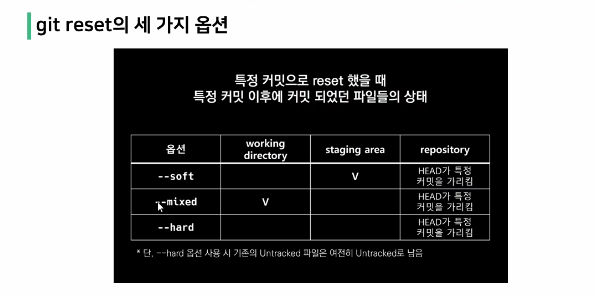 git reset의 세 가지 옵션
특정 커밋으로 reset 했을 때
특정 커밋 이후에 커밋 되었던 파일들의 상태
옵션 working directory staging area repository
--soft V HEAD가 특정 커밋을 가리킴
--mixed V HEAD가 특정 커밋을 가리킴
--hard HEAD가 특정 커밋을 가리킴
* 단, --hard 옵션 사용 시 기존의 Untracked 파일은 여전히 Untracked로 남음